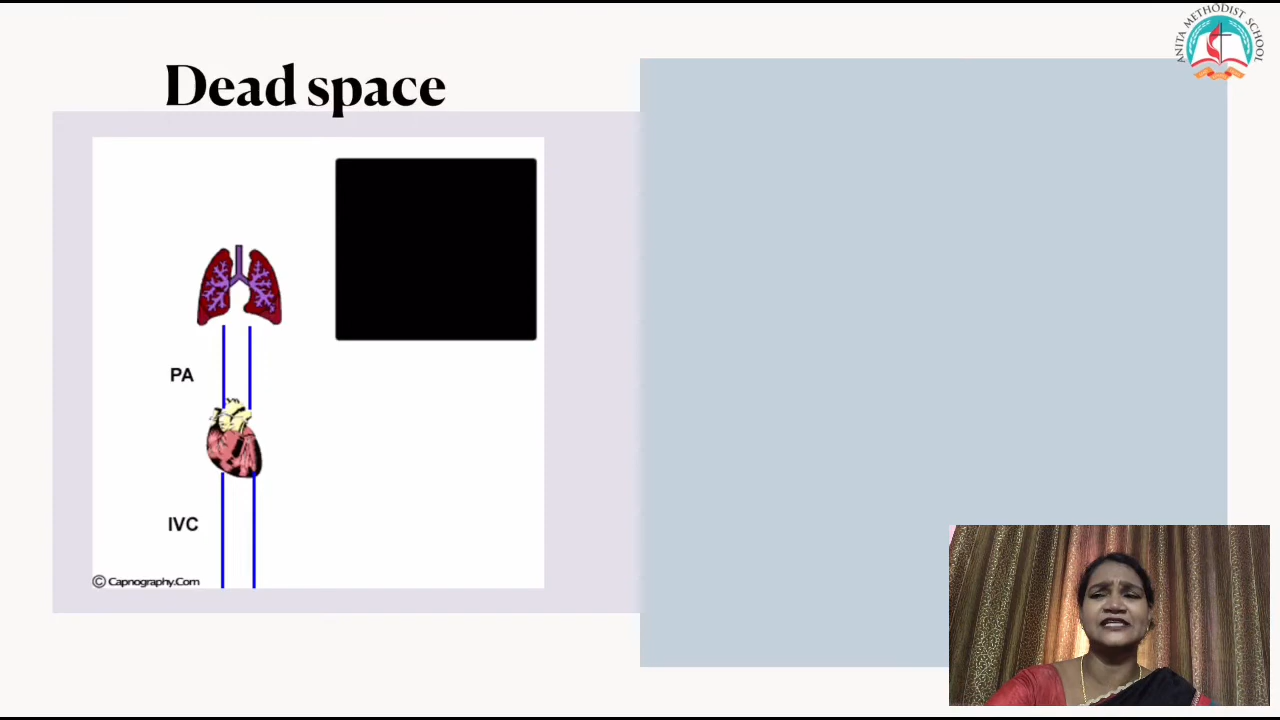 ANITA METHODIST SCHOOL
Dead space
PA
IVC
© Capnography.Com